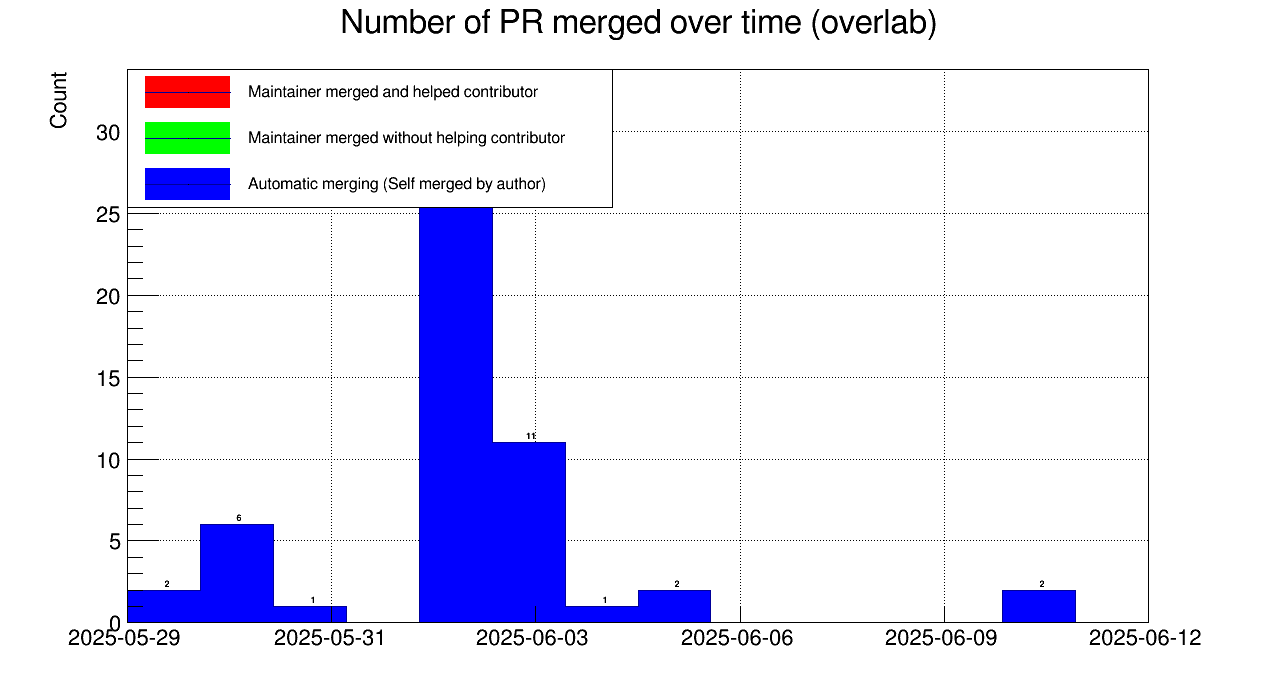 Number of PR merged over time (overlab)
Count
Maintainer merged and helped contributor
Maintainer merged without helping contributor
Automatic merging (Self merged by author)
30
25
20
15
10
5
0
2
6
1
11
1
2
2
2025-05-29 2025-05-31 2025-06-03 2025-06-06 2025-06-09 2025-06-12